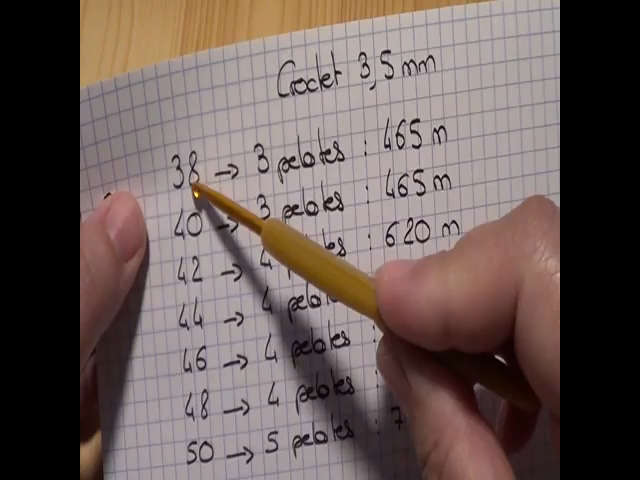 Crochet 3,5 mm
38 → 3 pelotes : 465 m
40 → 3 pelotes : 465 m
42 → 4 : 620 m
44 → 4
46 → 4 pelotes :
48 → 4 pelotes :
50 → 5 pelotes : 7